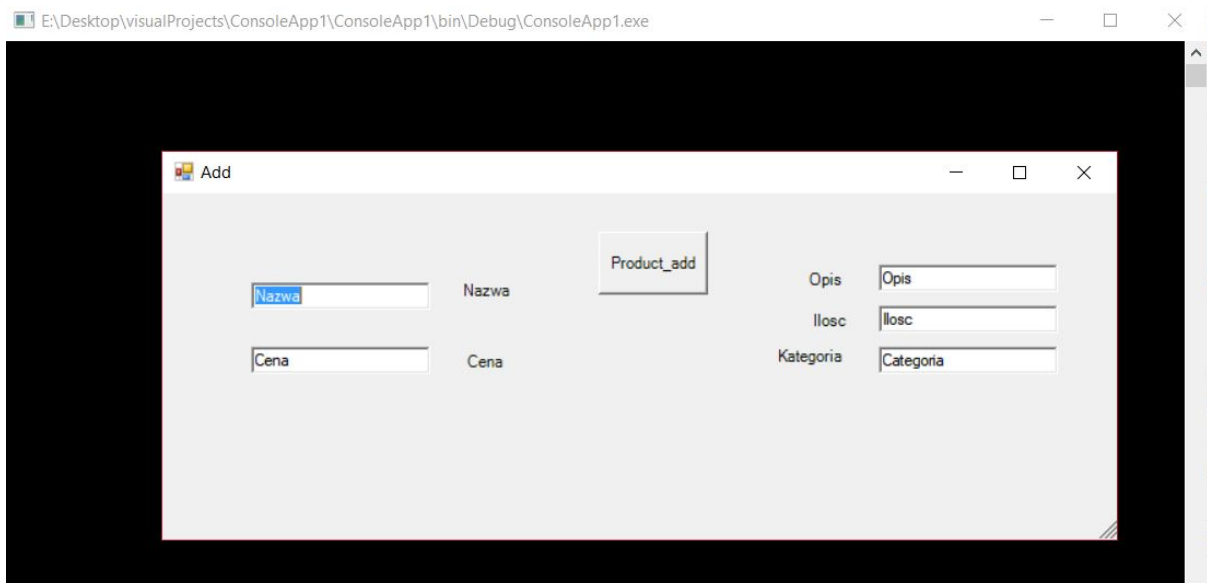 E:\Desktop\visualProjects\ConsoleApp1\ConsoleApp1\bin\Debug\ConsoleApp1.exe
Add
Product_add
Nazwa
Nazwa
Cena
Cena
Opis
Opis
Ilosc
Ilosc
Kategoria
Categoria